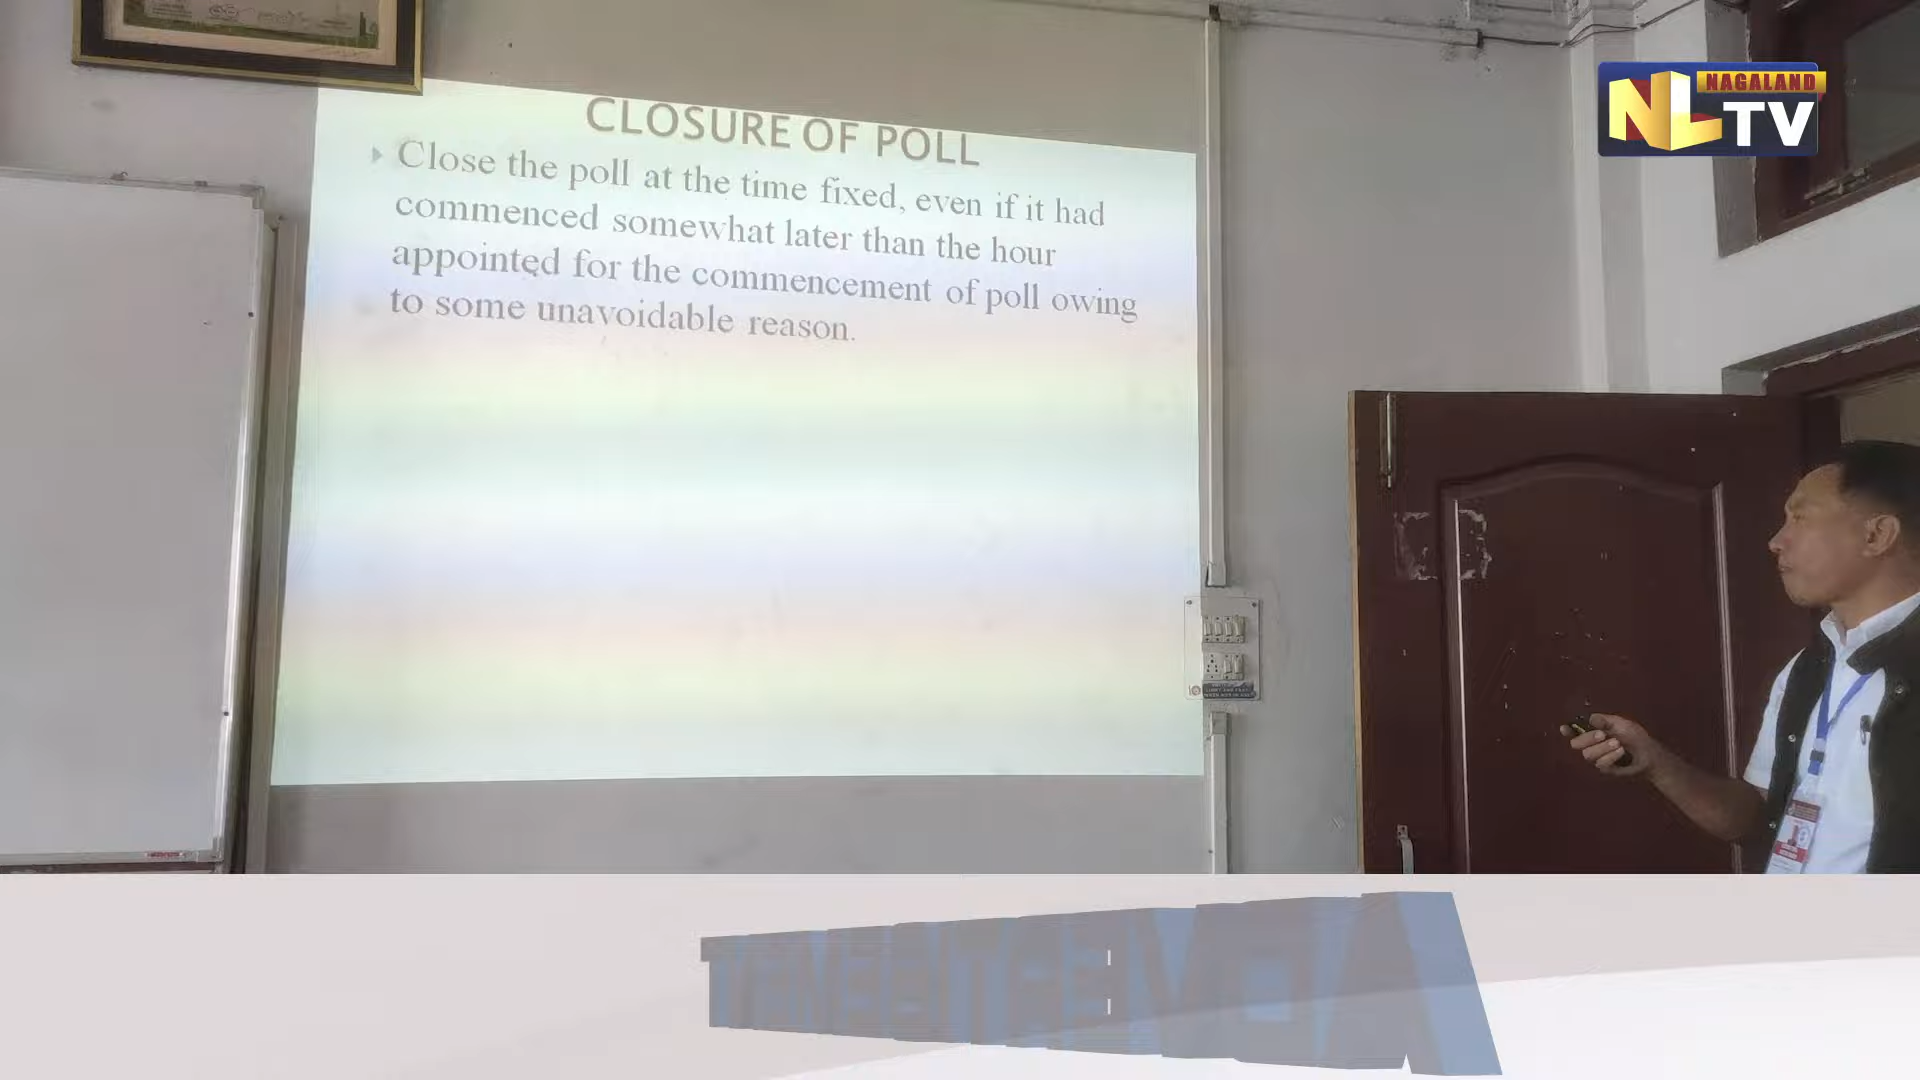 NAGALAND
NL TV
CLOSURE OF POLL
Close the poll at the time fixed, even if it had
commenced somewhat later than the hour
appointed for the commencement of poll owing
to some unavoidable reason.